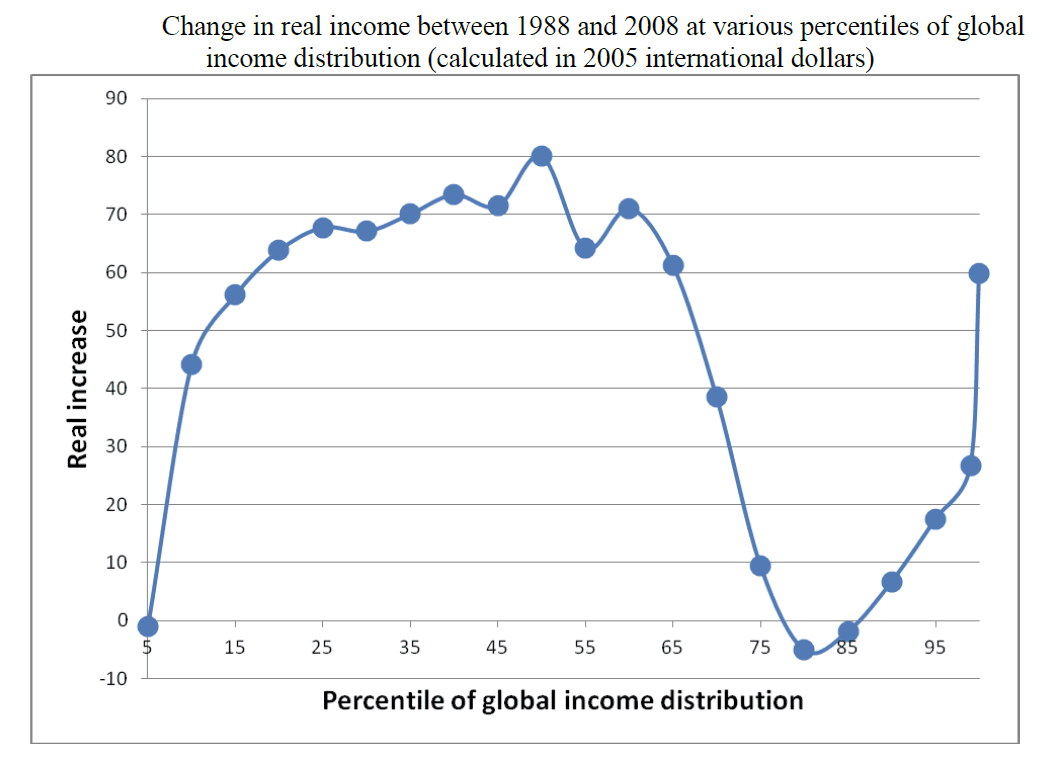 Change in real income between 1988 and 2008 at various percentiles of global
income distribution (calculated in 2005 international dollars)
90
80
70
60
50
40
30
20
10
0
-10
Real increase
5 15 25 35 45 55 65 75 85 95
Percentile of global income distribution